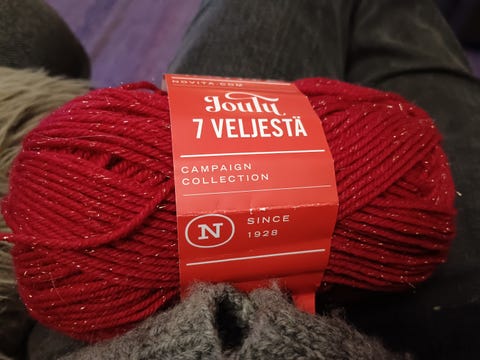 NOVITA.COM
Joulu
7 VELJESTÄ
CAMPAIGN
COLLECTION
N
SINCE
1928